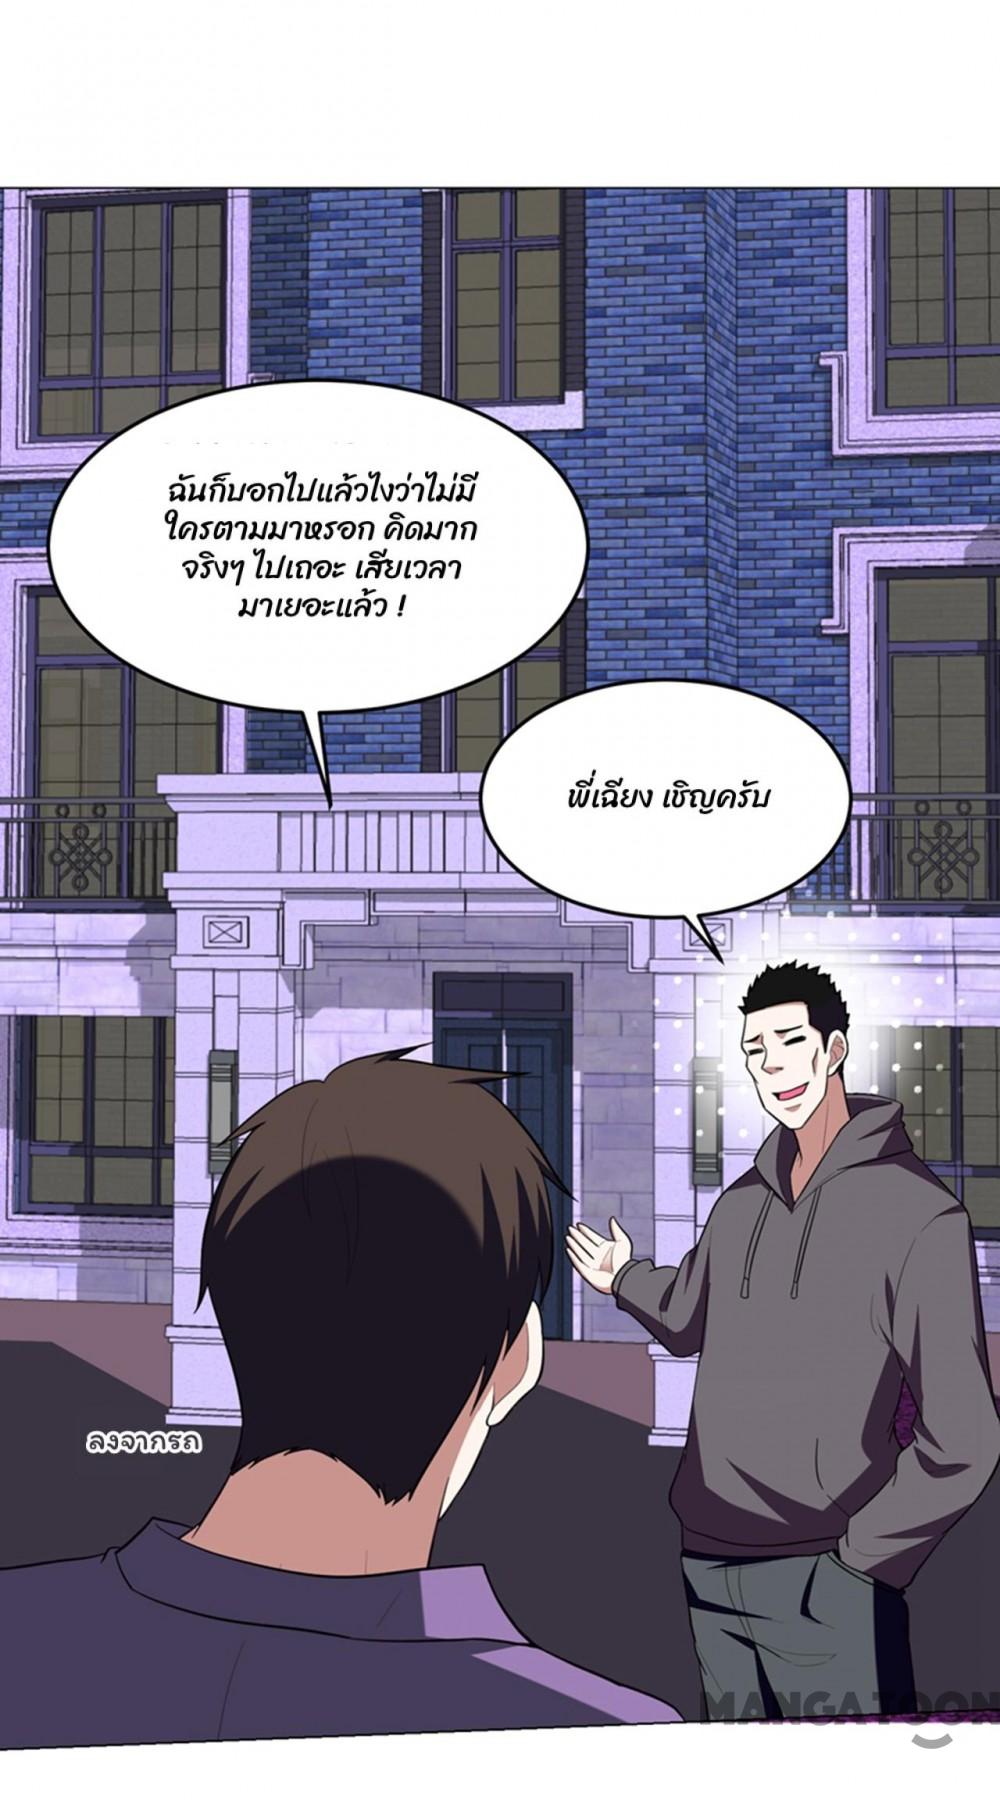 ฉันก็บอกไปแล้วไงว่าไม่มี
ใครตามมาหรอก คิดมาก
จริงๆ ไปเถอะ เสียเวลา
มาเยอะแล้ว !
พี่เฉียง เชิญครับ
ลงจากรถ
MANGATOON